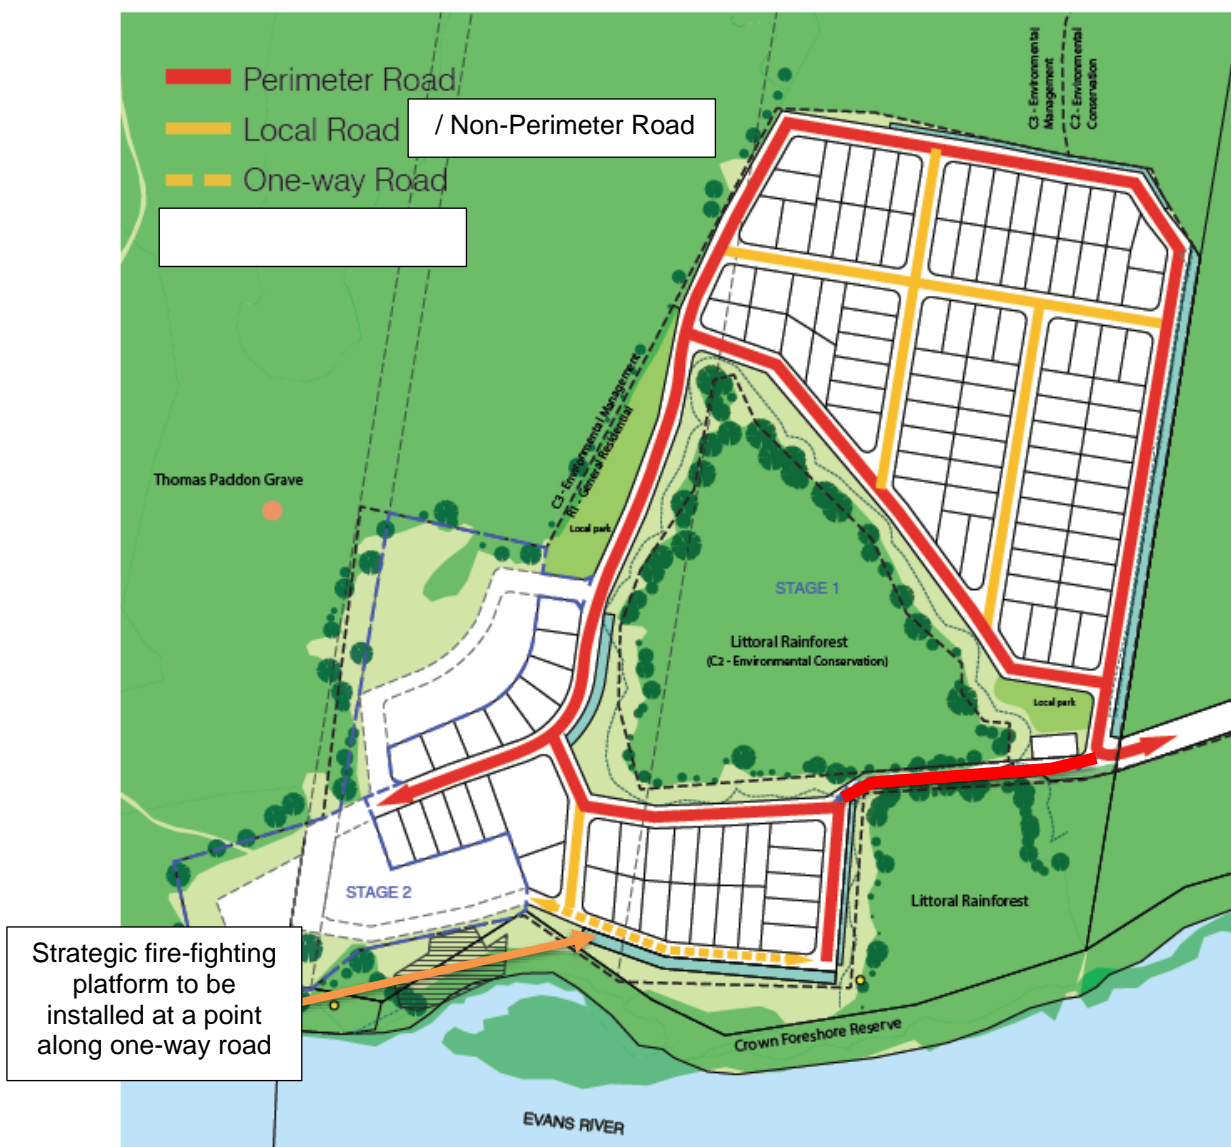 Perimeter Road
Local Road
/ Non-Perimeter Road
One-way Road
C3 - Environmental
Management
C2 - Environmental
Conservation
C3 - Environmental Management
R1 - General Residential
Local park
Thomas Paddon Grave
STAGE 1
Littoral Rainforest
(C2 - Environmental Conservation)
Local park
STAGE 2
Littoral Rainforest
Strategic fire-fighting
platform to be
installed at a point
along one-way road
Crown Foreshore Reserve
EVANS RIVER